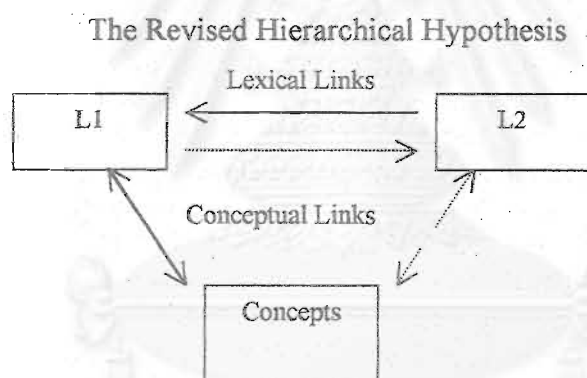 The Revised Hierarchical Hypothesis
Lexical Links
L1
L2
Conceptual Links
Concepts